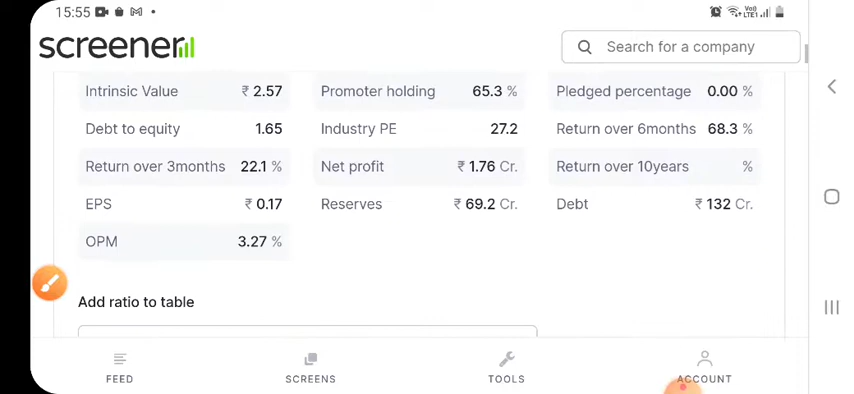 15:55 Vo) LTE1
screener Search for a company
Intrinsic Value ₹ 2.57 Promoter holding 65.3 % Pledged percentage 0.00 %
Debt to equity 1.65 Industry PE 27.2 Return over 6months 68.3 %
Return over 3months 22.1 % Net profit ₹ 1.76 Cr. Return over 10years %
EPS ₹ 0.17 Reserves ₹ 69.2 Cr. Debt ₹ 132 Cr.
OPM 3.27 %
Add ratio to table
FEED SCREENS TOOLS ACCOUNT